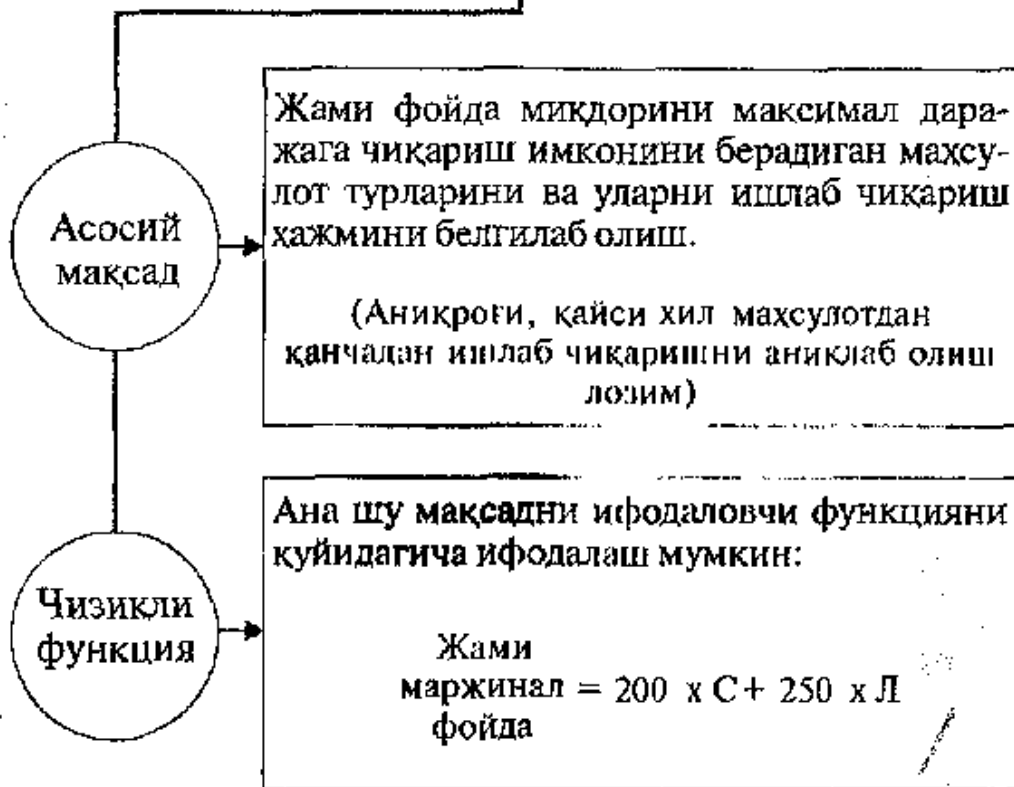 Асосий
мақсад
Жами фойда миқдорини максимал дара-
жага чиқариш имконини берадиган маҳсу-
лот турларини ва уларни ишлаб чиқариш
ҳажмини белгилаб олиш.
(Аниқроғи, қайси хил маҳсулотдан
қанчадан ишлаб чиқаришни аниқлаб олиш
лозим)
Чизиқли
функция
Ана шу мақсадни ифодаловчи функцияни
қуйидагича ифодалаш мумкин:
Жами
маржинал = 200 x С + 250 x Л
фойда